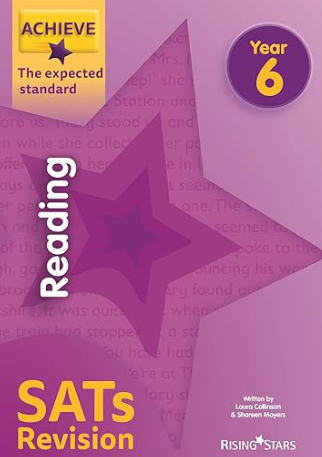 ACHIEVE
The expected
standard
Year
6
Reading
SATs
Revision
Written by
Laura Collinson
& Shareen Mayers
RISING★STARS